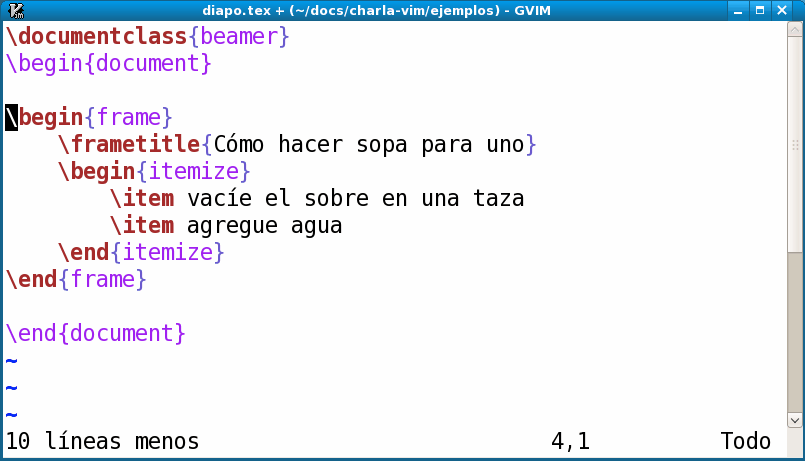 diapo.tex + (~/docs/charla-vim/ejemplos) - GVIM
\documentclass{beamer}
\begin{document}

\begin{frame}
    \frametitle{Cómo hacer sopa para uno}
    \begin{itemize}
        \item vacíe el sobre en una taza
        \item agregue agua
    \end{itemize}
\end{frame}

\end{document}
~
~
~
10 líneas menos 4,1 Todo